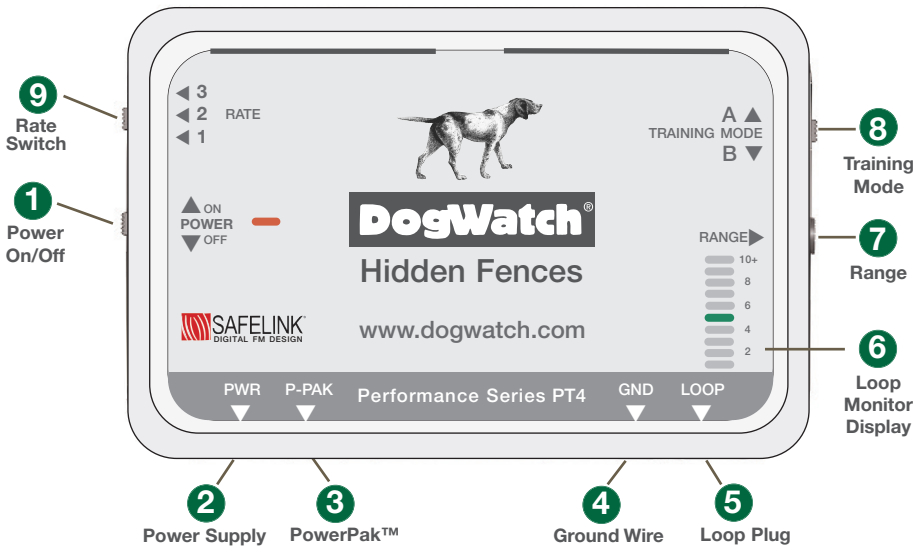 9
Rate
Switch
1
Power
On/Off
3
2 RATE
1
ON
POWER
OFF
SAFELINK®
DIGITAL FM DESIGN
DogWatch®
Hidden Fences
www.dogwatch.com
A
TRAINING MODE
B
RANGE
10+
8
6
4
2
8
Training
Mode
7
Range
6
Loop
Monitor
Display
PWR P-PAK Performance Series PT4 GND LOOP
2
Power Supply
3
PowerPak™
4
Ground Wire
5
Loop Plug